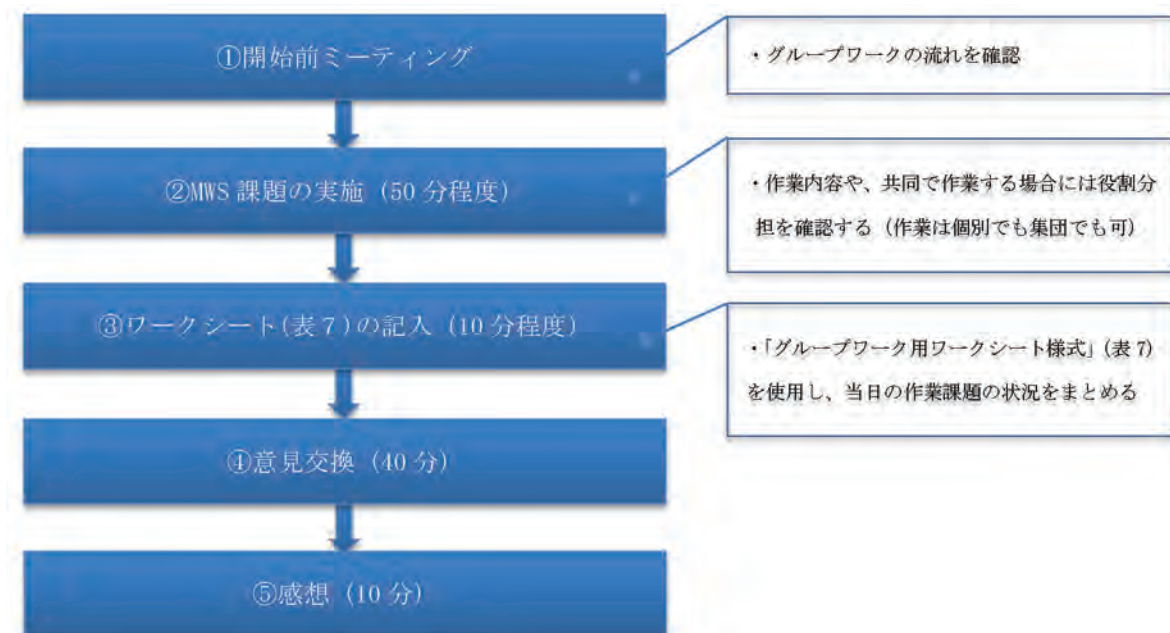 ①開始前ミーティング
・グループワークの流れを確認
②MWS 課題の実施（50 分程度）
・作業内容や、共同で作業する場合には役割分
担を確認する（作業は個別でも集団でも可）
③ワークシート(表７)の記入（10 分程度）
・「グループワーク用ワークシート様式」（表 7）
を使用し、当日の作業課題の状況をまとめる
④意見交換（40 分）
⑤感想（10 分）